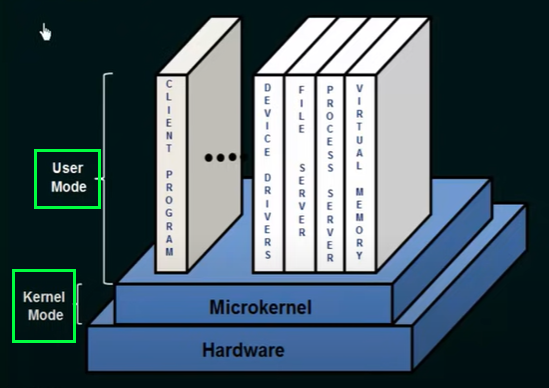 CLIENT PROGRAM
DEVICE DRIVERS
FILE SERVER
PROCESS SERVER
VIRTUAL MEMORY
User
Mode
Kernel
Mode
Microkernel
Hardware